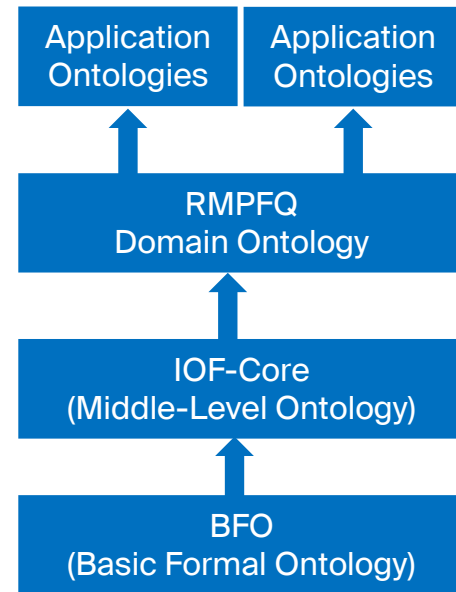 Application
Ontologies
Application
Ontologies
RMPFQ
Domain Ontology
IOF-Core
(Middle-Level Ontology)
BFO
(Basic Formal Ontology)